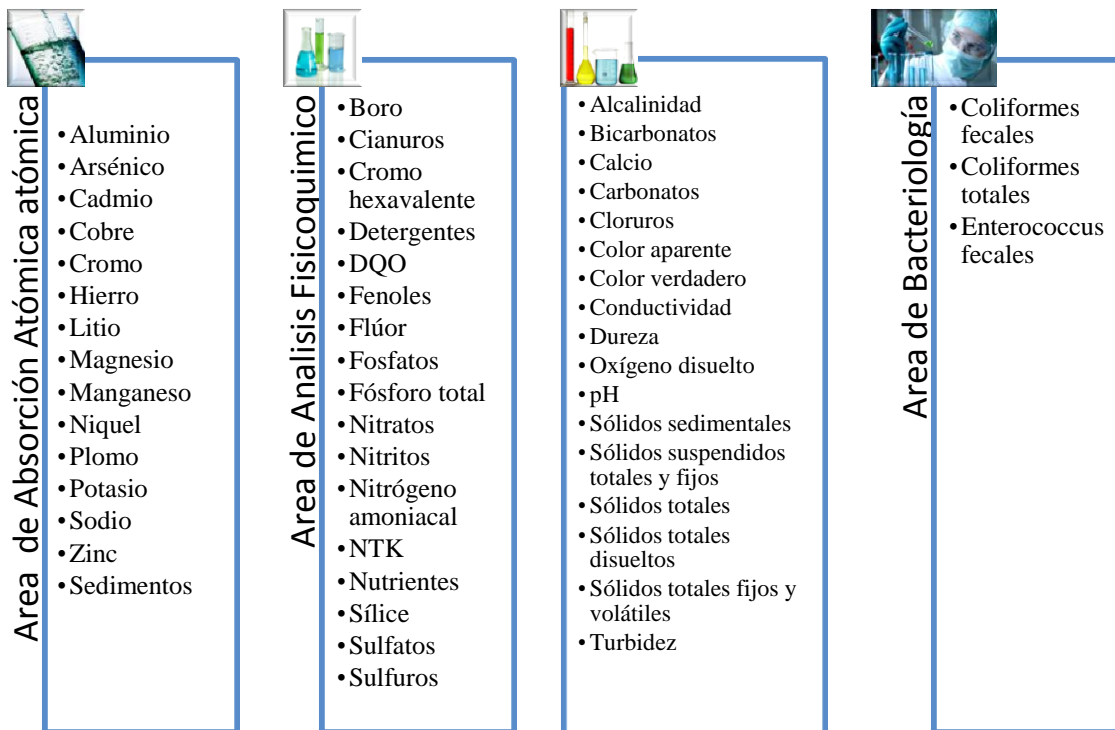 Area de Absorción Atómica atómica
•Aluminio
•Arsénico
•Cadmio
•Cobre
•Cromo
•Hierro
•Litio
•Magnesio
•Manganeso
•Niquel
•Plomo
•Potasio
•Sodio
•Zinc
•Sedimentos
Area de Analisis Fisicoquimico
•Boro
•Cianuros
•Cromo
hexavalente
•Detergentes
•DQO
•Fenoles
•Flúor
•Fosfatos
•Fósforo total
•Nitratos
•Nitritos
•Nitrógeno
amoniacal
•NTK
•Nutrientes
•Sílice
•Sulfatos
•Sulfuros
•Alcalinidad
•Bicarbonatos
•Calcio
•Carbonatos
•Cloruros
•Color aparente
•Color verdadero
•Conductividad
•Dureza
•Oxígeno disuelto
•pH
•Sólidos sedimentales
•Sólidos suspendidos
totales y fijos
•Sólidos totales
•Sólidos totales
disueltos
•Sólidos totales fijos y
volátiles
•Turbidez
Area de Bacteriología
•Coliformes
fecales
•Coliformes
totales
•Enterococcus
fecales